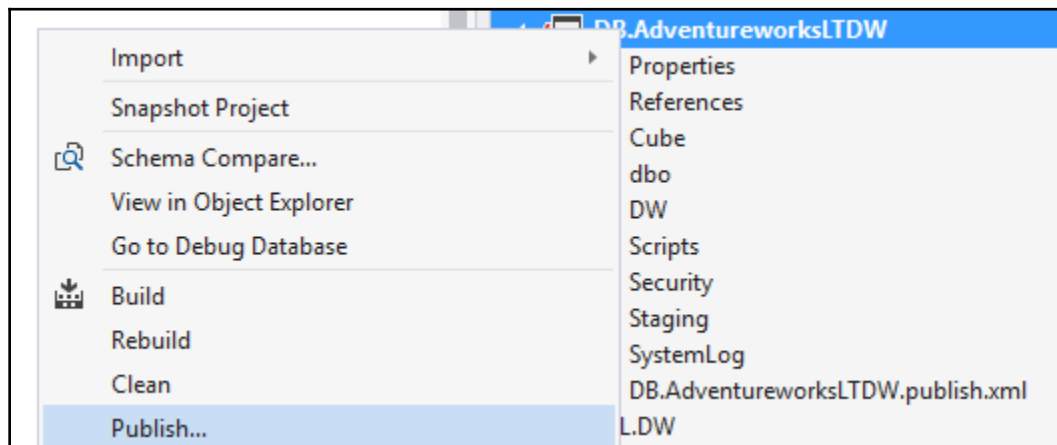 DB.AdventureworksLTDW
Import
Snapshot Project
Schema Compare...
View in Object Explorer
Go to Debug Database
Build
Rebuild
Clean
Publish...
Properties
References
Cube
dbo
DW
Scripts
Security
Staging
SystemLog
DB.AdventureworksLTDW.publish.xml
L.DW